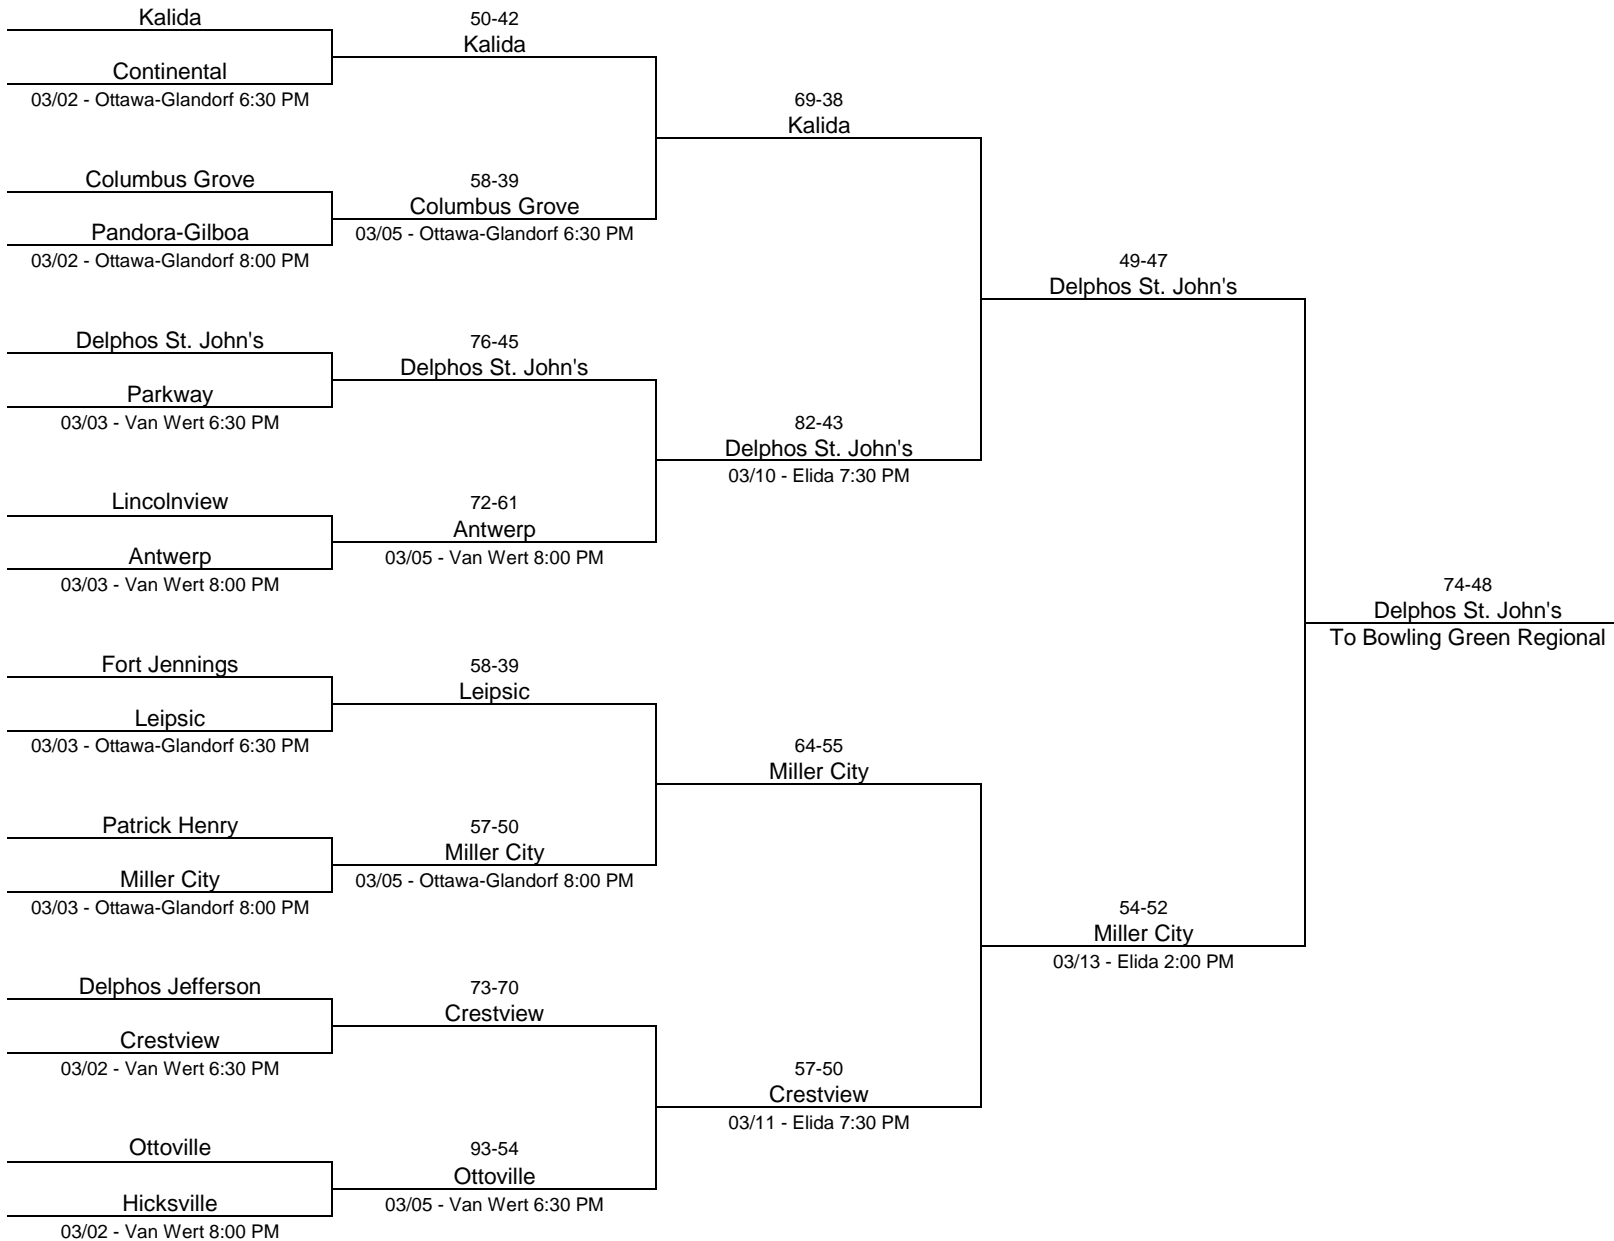 Kalida
Continental
03/02 - Ottawa-Glandorf 6:30 PM
Columbus Grove
Pandora-Gilboa
03/02 - Ottawa-Glandorf 8:00 PM
Delphos St. John's
Parkway
03/03 - Van Wert 6:30 PM
Lincolnview
Antwerp
03/03 - Van Wert 8:00 PM
Fort Jennings
Leipsic
03/03 - Ottawa-Glandorf 6:30 PM
Patrick Henry
Miller City
03/03 - Ottawa-Glandorf 8:00 PM
Delphos Jefferson
Crestview
03/02 - Van Wert 6:30 PM
Ottoville
Hicksville
03/02 - Van Wert 8:00 PM
50-42
Kalida
58-39
Columbus Grove
03/05 - Ottawa-Glandorf 6:30 PM
76-45
Delphos St. John's
72-61
Antwerp
03/05 - Van Wert 8:00 PM
58-39
Leipsic
57-50
Miller City
03/05 - Ottawa-Glandorf 8:00 PM
73-70
Crestview
93-54
Ottoville
03/05 - Van Wert 6:30 PM
69-38
Kalida
82-43
Delphos St. John's
03/10 - Elida 7:30 PM
64-55
Miller City
57-50
Crestview
03/11 - Elida 7:30 PM
49-47
Delphos St. John's
54-52
Miller City
03/13 - Elida 2:00 PM
74-48
Delphos St. John's
To Bowling Green Regional